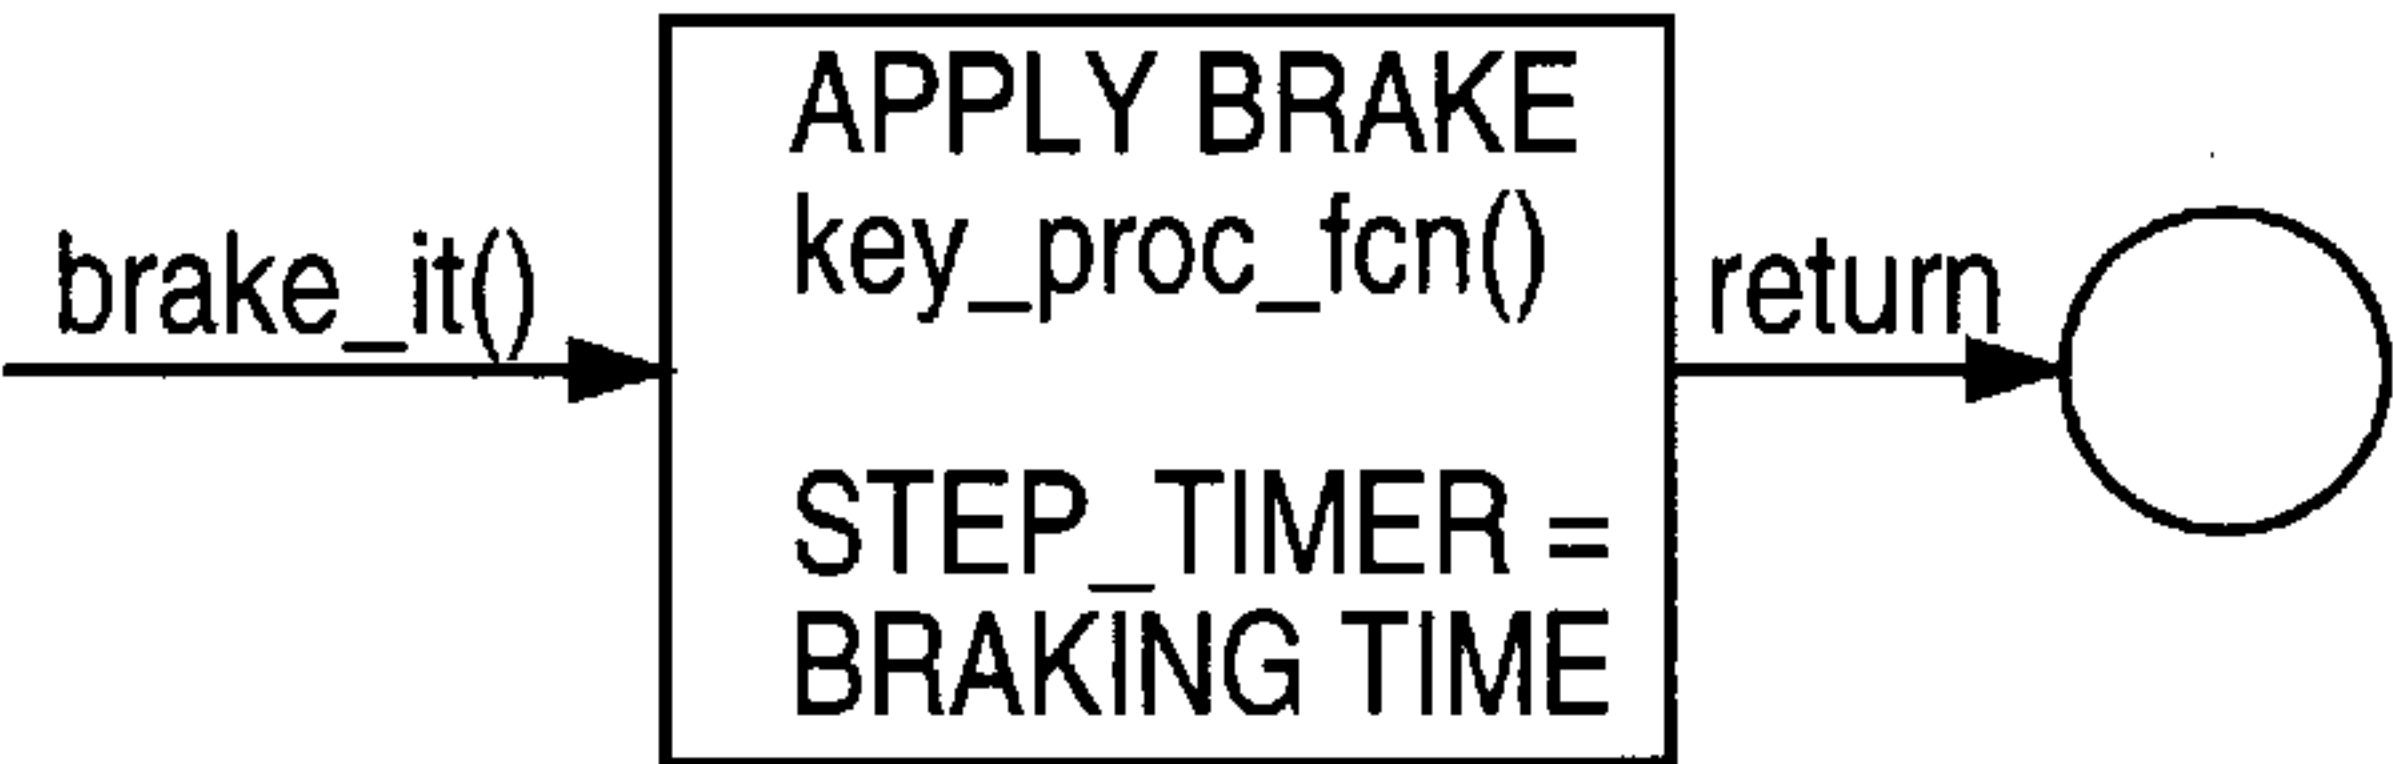 brake_it()
APPLY BRAKE
key_proc_fcn()
STEP_TIMER =
BRAKING TIME
return